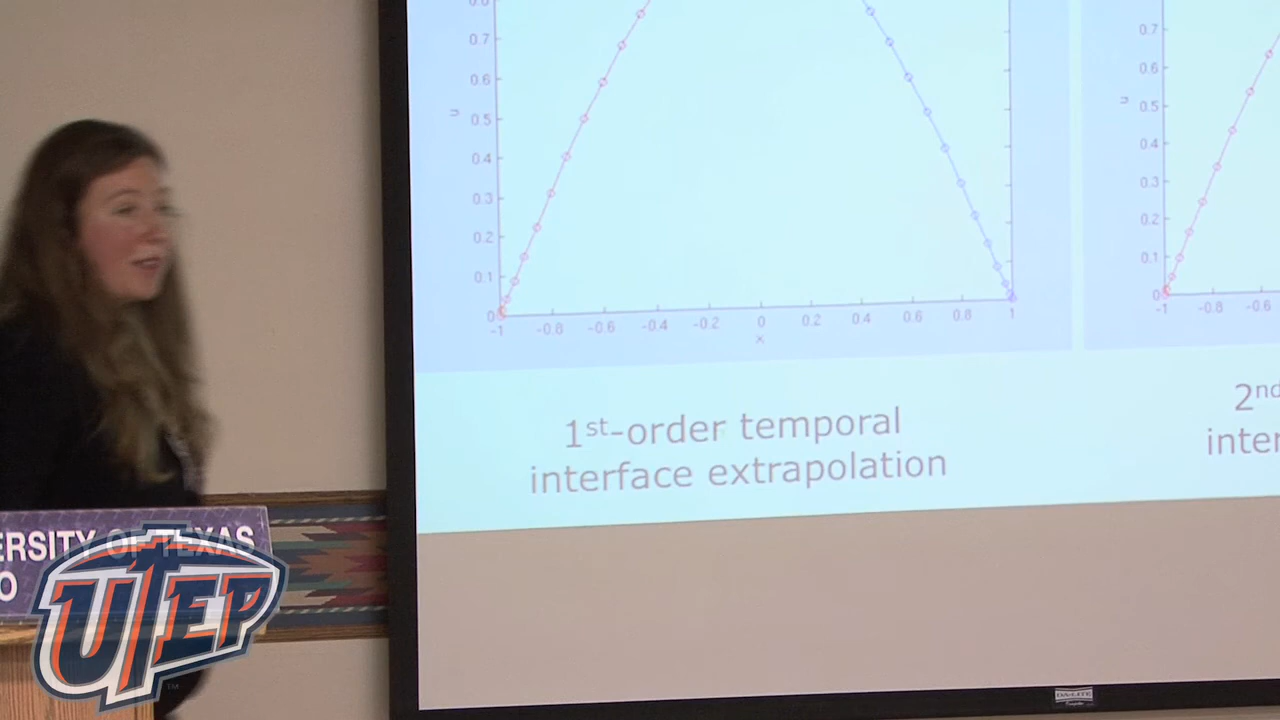 0.7
0.6
0.5
0.4
0.3
0.2
0.1
0
u
-1 -0.8 -0.6 -0.4 -0.2 0 0.2 0.4 0.6 0.8 1
x
0.7
0.6
0.5
0.4
0.3
0.2
0.1
0
u
-1 -0.8 -0.6
1st-order temporal
interface extrapolation
2nd
inter
ERSITY OF TEXAS
O
UTEP
TM
DA-LITE